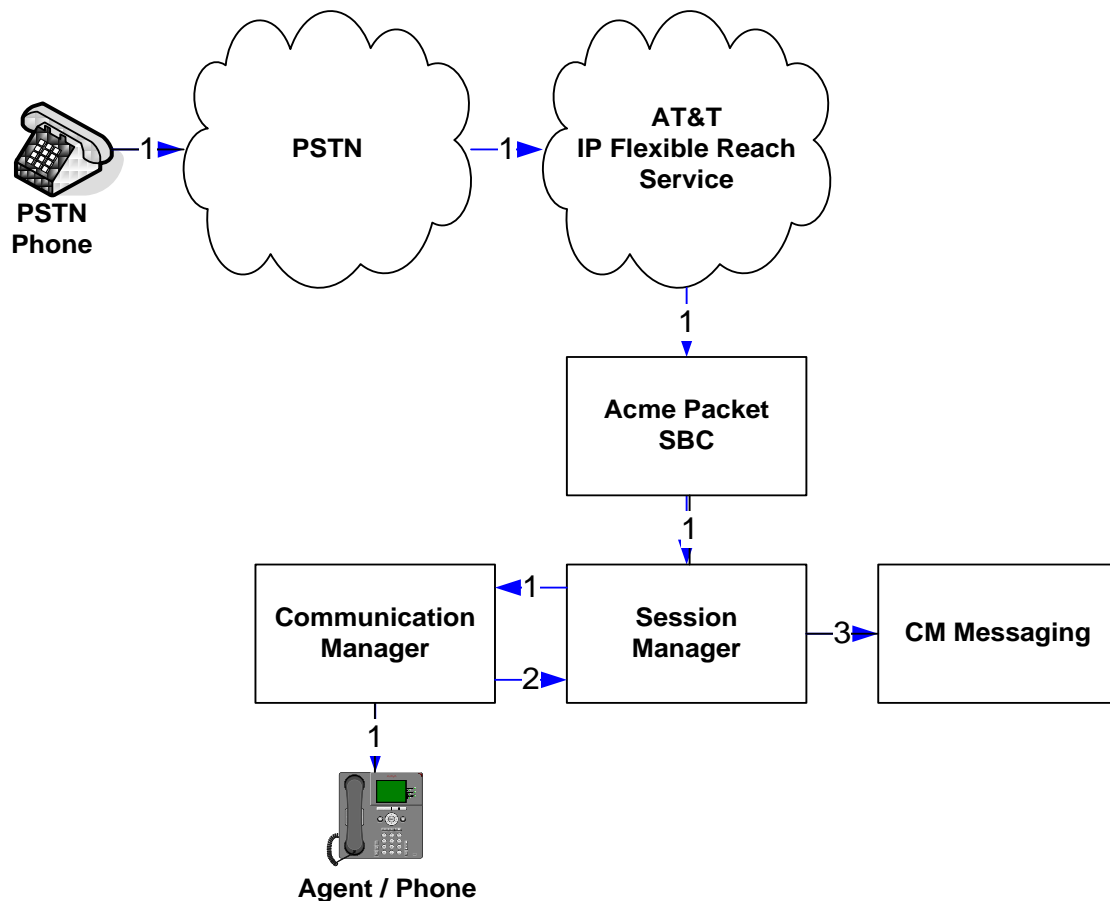 PSTN
Phone
1
PSTN
1
AT&T
IP Flexible Reach
Service
1
Acme Packet
SBC
1
Communication
Manager
1
2
Session
Manager
3
CM Messaging
1
Agent / Phone